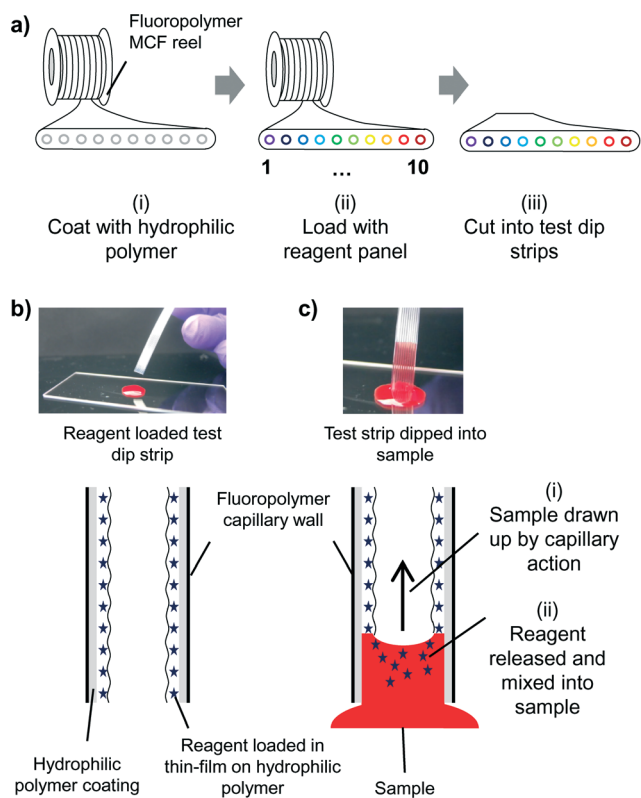 a)
Fluoropolymer
MCF reel
1 ... 10
(i)
Coat with hydrophilic
polymer
(ii)
Load with
reagent panel
(iii)
Cut into test dip
strips
b)
Reagent loaded test
dip strip
c)
Test strip dipped into
sample
Fluoropolymer
capillary wall
(i)
Sample drawn
up by capillary
action
(ii)
Reagent
released and
mixed into
sample
Hydrophilic
polymer coating
Reagent loaded in
thin-film on hydrophilic
polymer
Sample